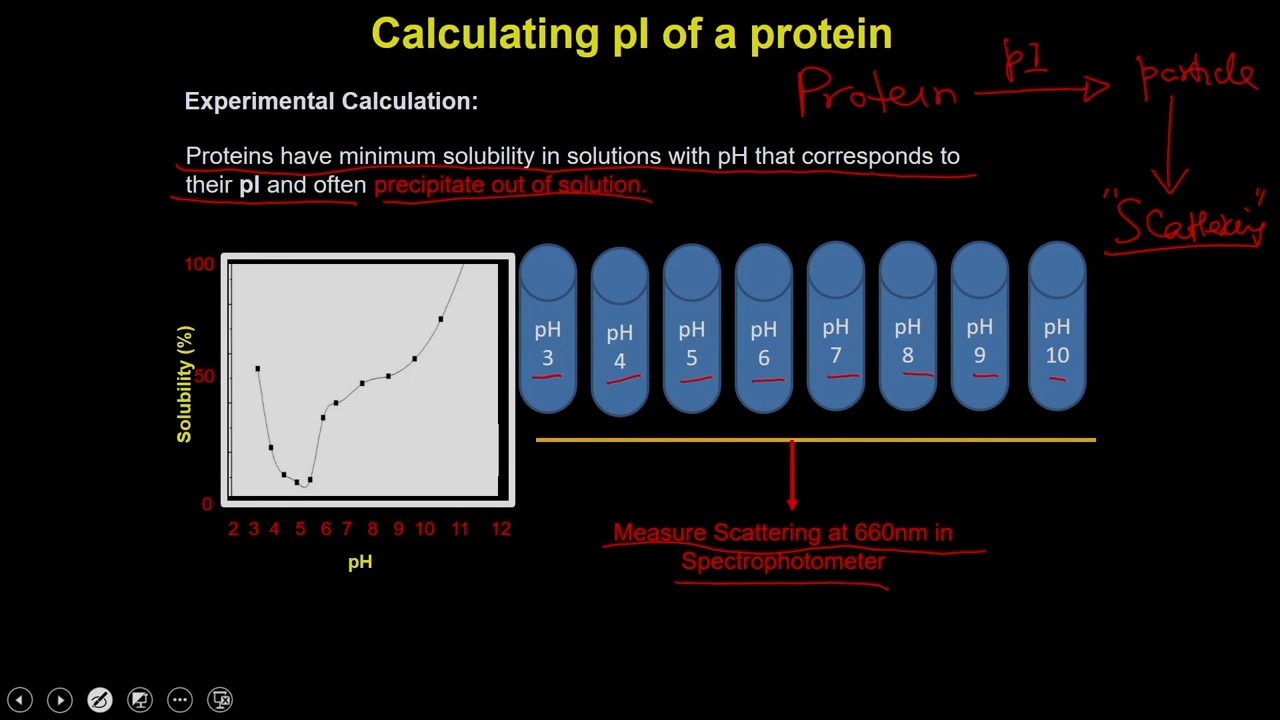 Calculating pI of a protein
Protein pI particle
"Scattering"
Experimental Calculation:
Proteins have minimum solubility in solutions with pH that corresponds to
their pI and often precipitate out of solution.
100
50
0
Solubility (%)
2 3 4 5 6 7 8 9 10 11 12
pH
pH 3
pH 4
pH 5
pH 6
pH 7
pH 8
pH 9
pH 10
Measure Scattering at 660nm in
Spectrophotometer